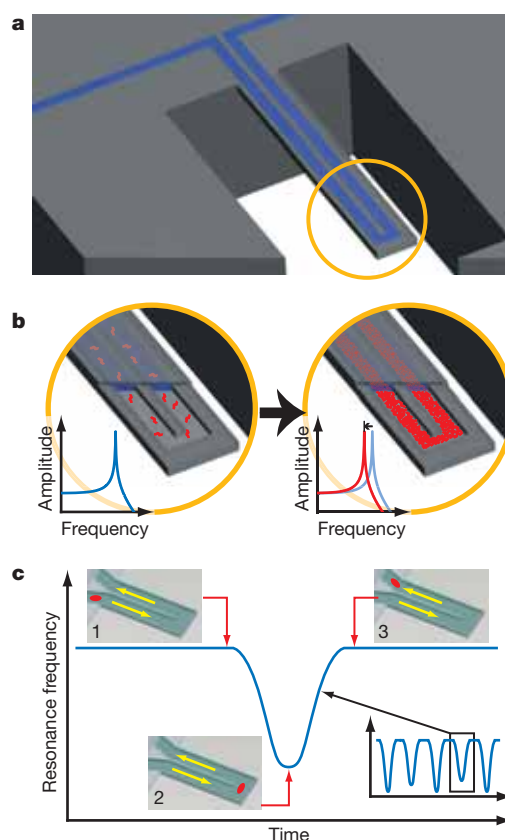 a
b
Amplitude
Frequency
Amplitude
Frequency
c
Resonance frequency
1
3
2
Time